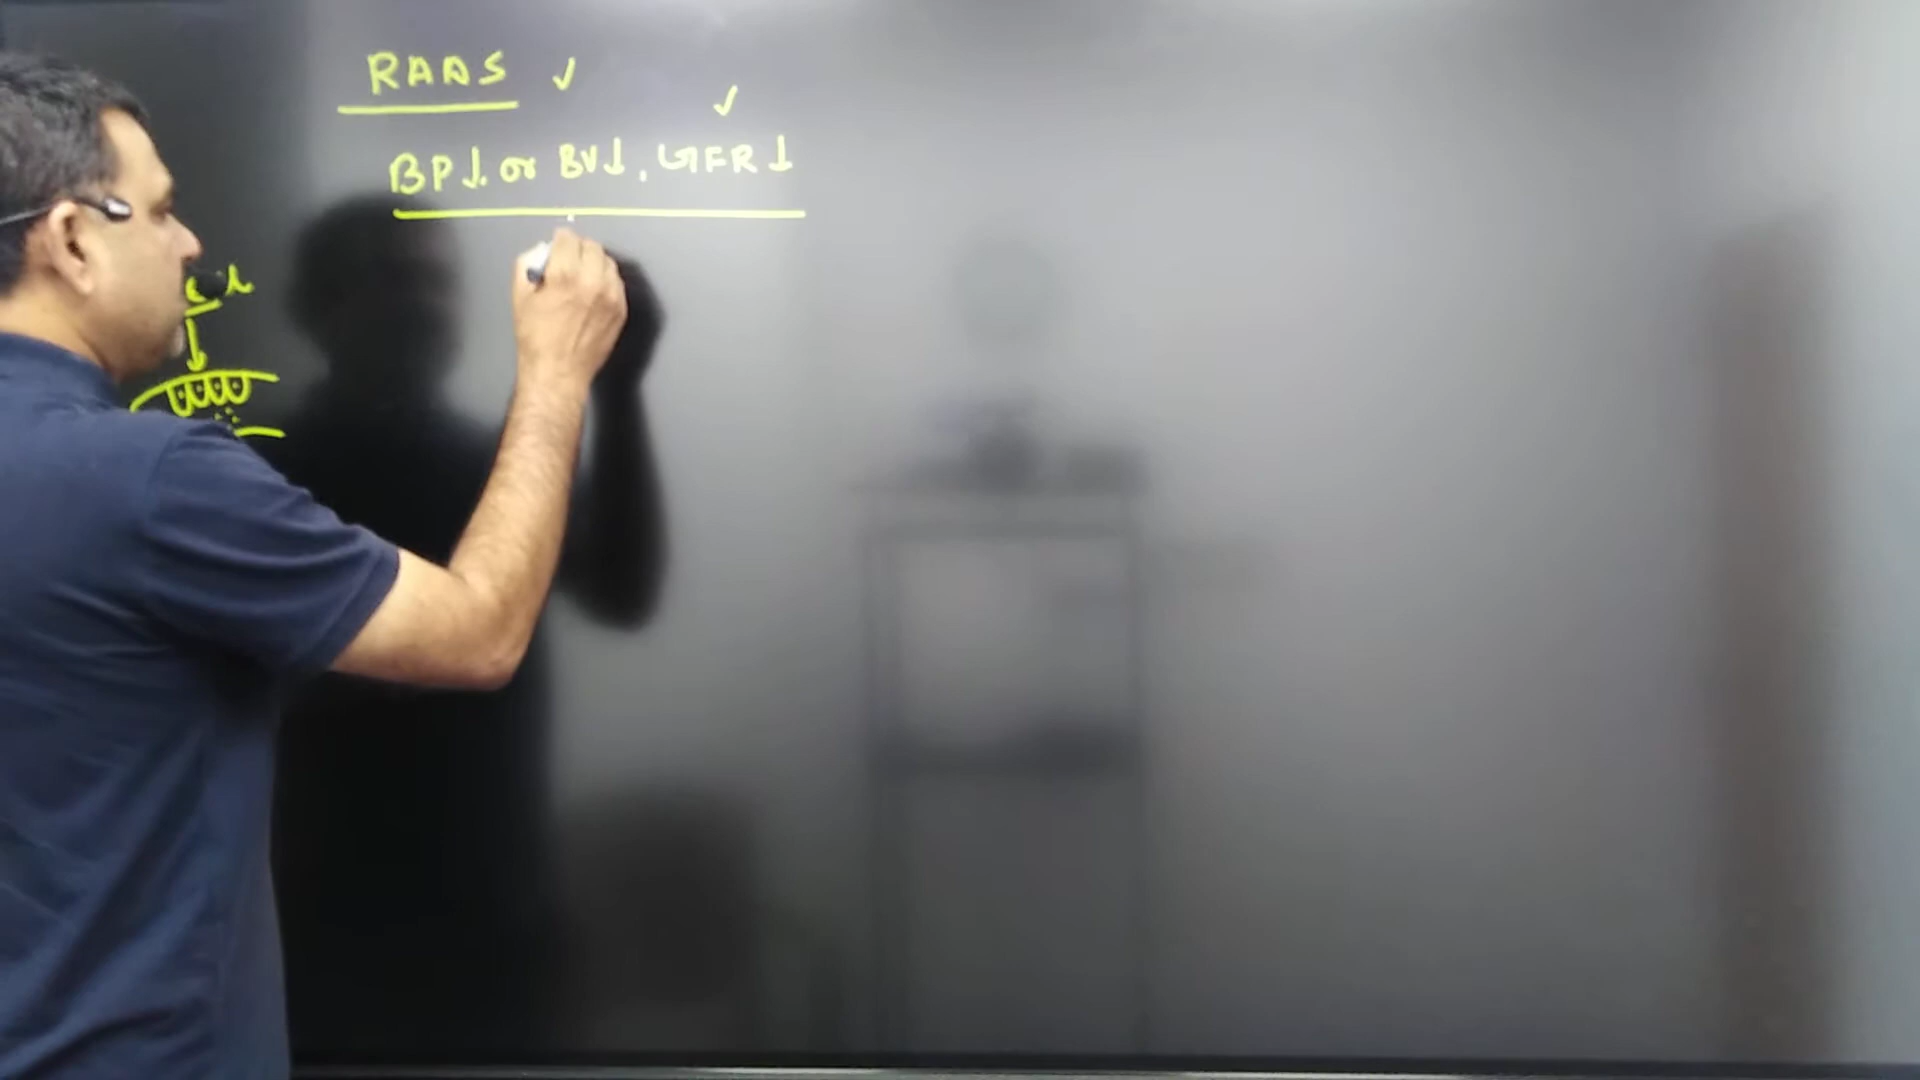 RAAS ✓
✓
BP↓ or BV↓, GFR↓